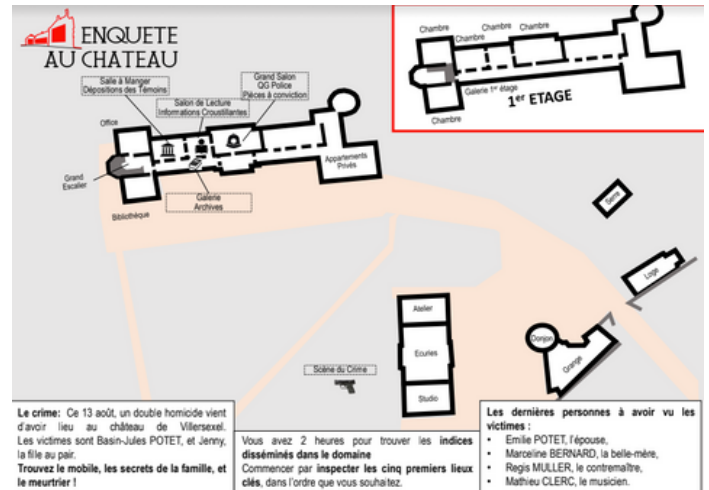 ENQUETE
AU CHATEAU
Salle à Manger
Dépositions des Témoins
Salon de Lecture
Informations Croustillantes
Grand Salon
QG Police
Pièces à conviction
Office
Grand
Escalier
Bibliothèque
Galerie
Archives
Appartements
Privés
Chambre
Chambre
Chambre
Chambre
Chambre
Galerie 1er étage
1er ETAGE
Chambre
Serre
Loge
Donjon
Grange
Atelier
Ecuries
Studio
Scène du Crime
Le crime: Ce 13 août, un double homicide vient
d'avoir lieu au château de Villersexel.
Les victimes sont Basin-Jules POTET, et Jenny,
la fille au pair.
Trouvez le mobile, les secrets de la famille, et
le meurtrier !
Vous avez 2 heures pour trouver les indices
disséminés dans le domaine
Commencer par inspecter les cinq premiers lieux
clés, dans l'ordre que vous souhaitez.
Les dernières personnes à avoir vu les
victimes :
• Emilie POTET, l'épouse,
• Marceline BERNARD, la belle-mère,
• Regis MULLER, le contremaître,
• Mathieu CLERC, le musicien.